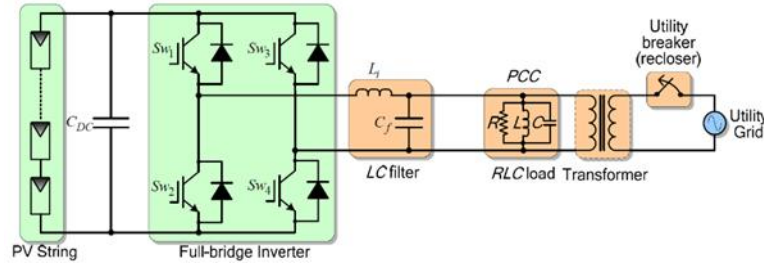 Utility
breaker
(recloser)
Sw1
Sw3
Li
PCC
CDC
Cf
R
L
C
Utility
Grid
Sw2
Sw4
LC filter
RLC load
Transformer
PV String
Full-bridge Inverter